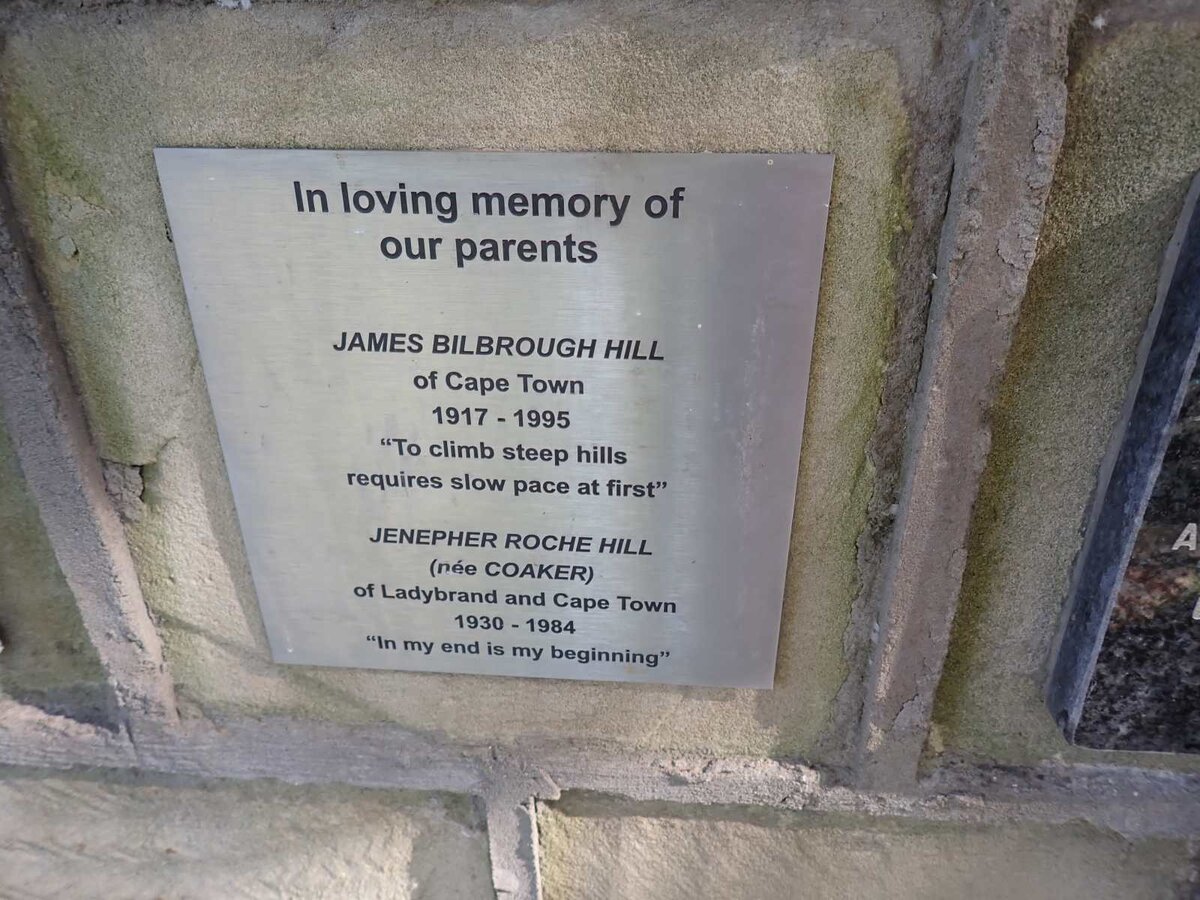 In loving memory of
our parents
JAMES BILBROUGH HILL
of Cape Town
1917 - 1995
“To climb steep hills
requires slow pace at first”
JENEPHER ROCHE HILL
(née COAKER)
of Ladybrand and Cape Town
1930 - 1984
“In my end is my beginning”